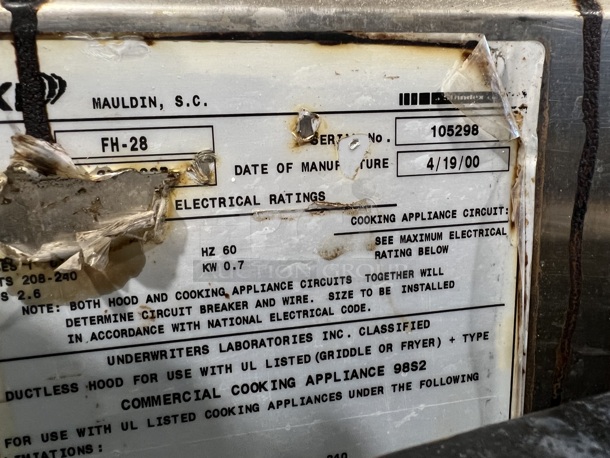 MAULDIN, S.C.
FH-28
SERIAL No. 105298
DATE OF MANUFACTURE 4/19/00
ELECTRICAL RATINGS
COOKING APPLIANCE CIRCUIT:
HZ 60
SEE MAXIMUM ELECTRICAL
KW 0.7
RATING BELOW
TS 208-240
S 2.6
NOTE: BOTH HOOD AND COOKING APPLIANCE CIRCUITS TOGETHER WILL
DETERMINE CIRCUIT BREAKER AND WIRE. SIZE TO BE INSTALLED
IN ACCORDANCE WITH NATIONAL ELECTRICAL CODE.
UNDERWRITERS LABORATORIES INC. CLASSIFIED
DUCTLESS HOOD FOR USE WITH UL LISTED (GRIDDLE OR FRYER) + TYPE
COMMERCIAL COOKING APPLIANCE 98S2
FOR USE WITH UL LISTED COOKING APPLIANCES UNDER THE FOLLOWING